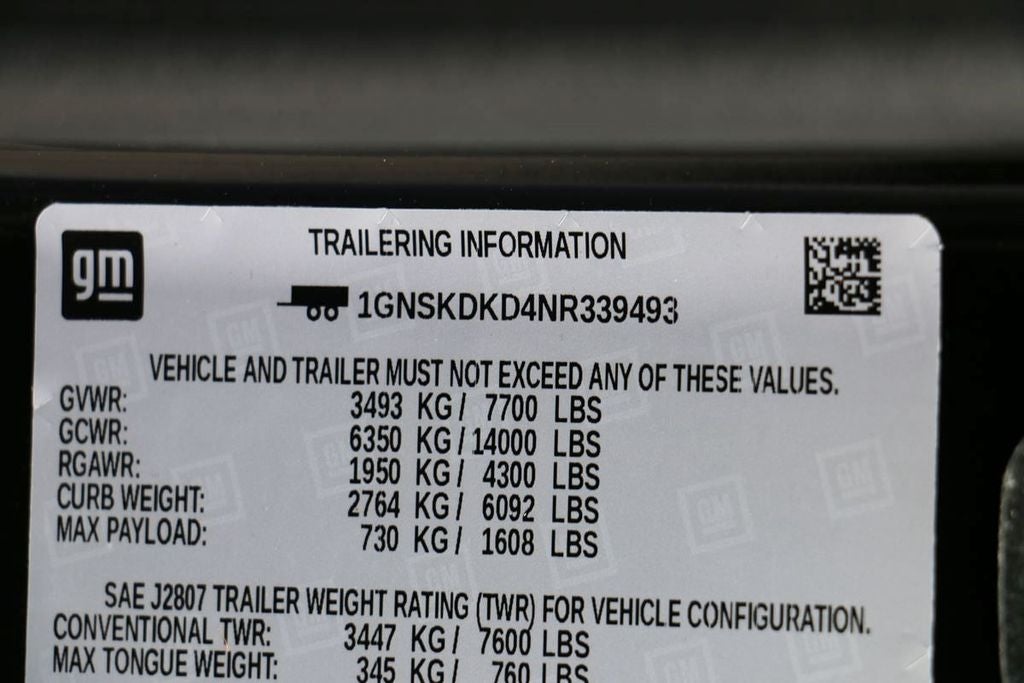 gm
TRAILERING INFORMATION
1GNSKDKD4NR339493
VEHICLE AND TRAILER MUST NOT EXCEED ANY OF THESE VALUES.
GVWR: 3493 KG/ 7700 LBS
GCWR: 6350 KG/14000 LBS
RGAWR: 1950 KG/ 4300 LBS
CURB WEIGHT: 2764 KG/ 6092 LBS
MAX PAYLOAD: 730 KG/ 1608 LBS
SAE J2807 TRAILER WEIGHT RATING (TWR) FOR VEHICLE CONFIGURATION.
CONVENTIONAL TWR: 3447 KG/ 7600 LBS
MAX TONGUE WEIGHT: 345 KG/ 760 LBS